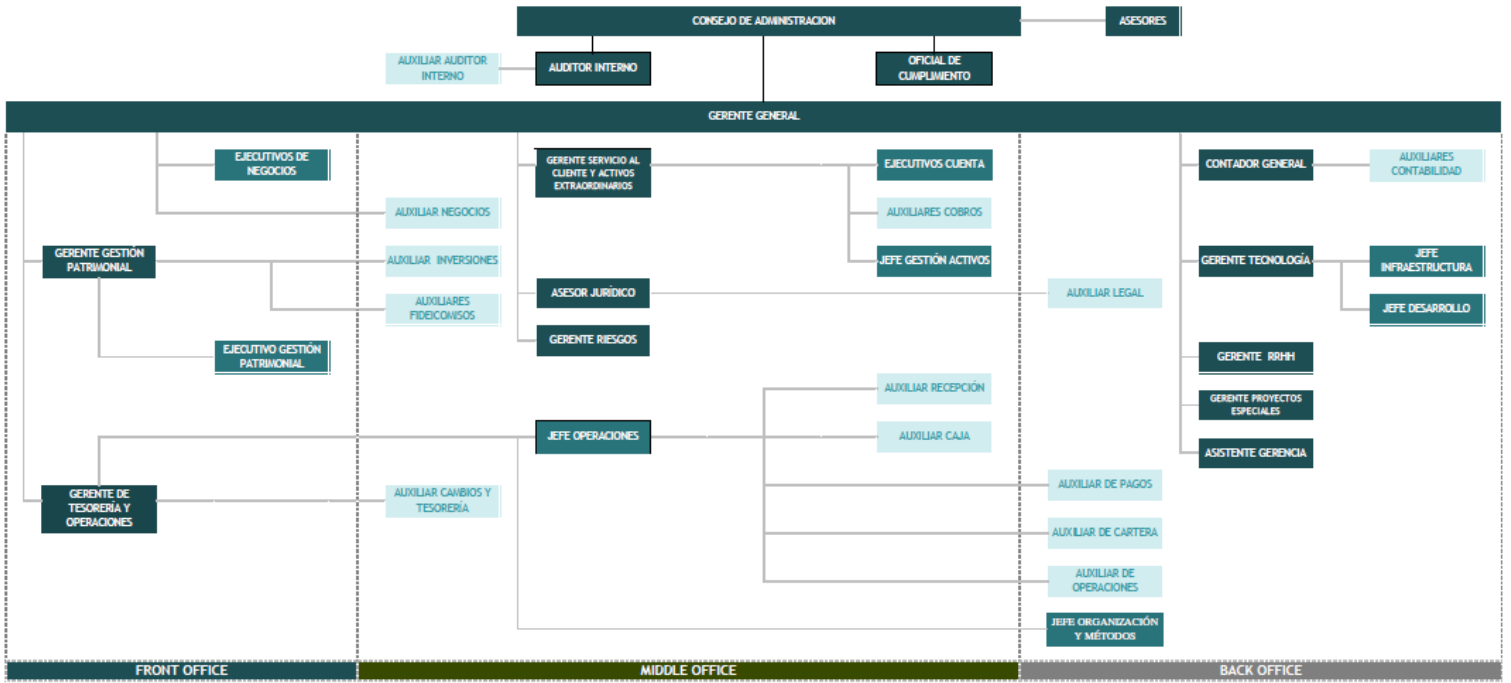 CONSEJO DE ADMINISTRACION
ASESORES
AUXILIAR AUDITOR
INTERNO
AUDITOR INTERNO
OFICIAL DE
CUMPLIMIENTO
GERENTE GENERAL
EJECUTIVOS DE
NEGOCIOS
GERENTE SERVICIO AL
CLIENTE Y ACTIVOS
EXTRAORDINARIOS
EJECUTIVOS CUENTA
CONTADOR GENERAL
AUXILIARES
CONTABILIDAD
AUXILIAR NEGOCIOS
AUXILIARES COBROS
GERENTE GESTIÓN
PATRIMONIAL
AUXILIAR INVERSIONES
JEFE GESTIÓN ACTIVOS
GERENTE TECNOLOGÍA
JEFE
INFRAESTRUCTURA
AUXILIARES
FIDEICOMISOS
ASESOR JURÍDICO
AUXILIAR LEGAL
JEFE DESARROLLO
EJECUTIVO GESTIÓN
PATRIMONIAL
GERENTE RIESGOS
GERENTE RRHH
AUXILIAR RECEPCIÓN
GERENTE PROYECTOS
ESPECIALES
JEFE OPERACIONES
AUXILIAR CAJA
ASISTENTE GERENCIA
GERENTE DE
TESORERÍA Y
OPERACIONES
AUXILIAR CAMBIOS Y
TESORERÍA
AUXILIAR DE PAGOS
AUXILIAR DE CARTERA
AUXILIAR DE
OPERACIONES
JEFE ORGANIZACIÓN
Y MÉTODOS
FRONT OFFICE
MIDDLE OFFICE
BACK OFFICE